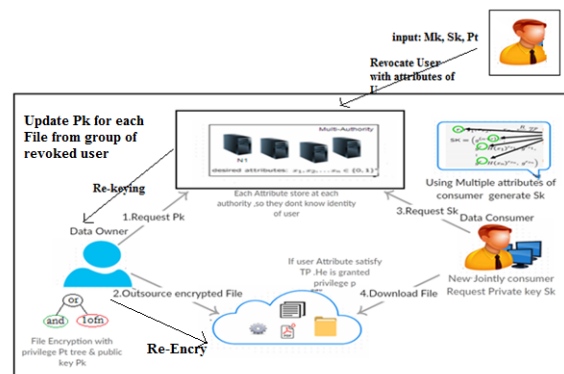 input: Mk, Sk, Pt
Revocate User
with attributes of
U
Update Pk for each
File from group of
revoked user
Multi-Authority
N1
desired attributes:
Each Attribute store at each
authority ,so they dont know identity
of user
SK =
Using Multiple attributes of
consumer generate Sk
Re-keying
1.Request Pk
3.Request Sk
Data Owner
Data Consumer
If user Attribute satisfy
TP .He is granted
privilege p
2.Outsource encrypted File
4.Download File
New Jointly consumer
Request Private key Sk
or
and
1ofn
File Encryption with
privilege Pt tree & public
key Pk
Re-Encry